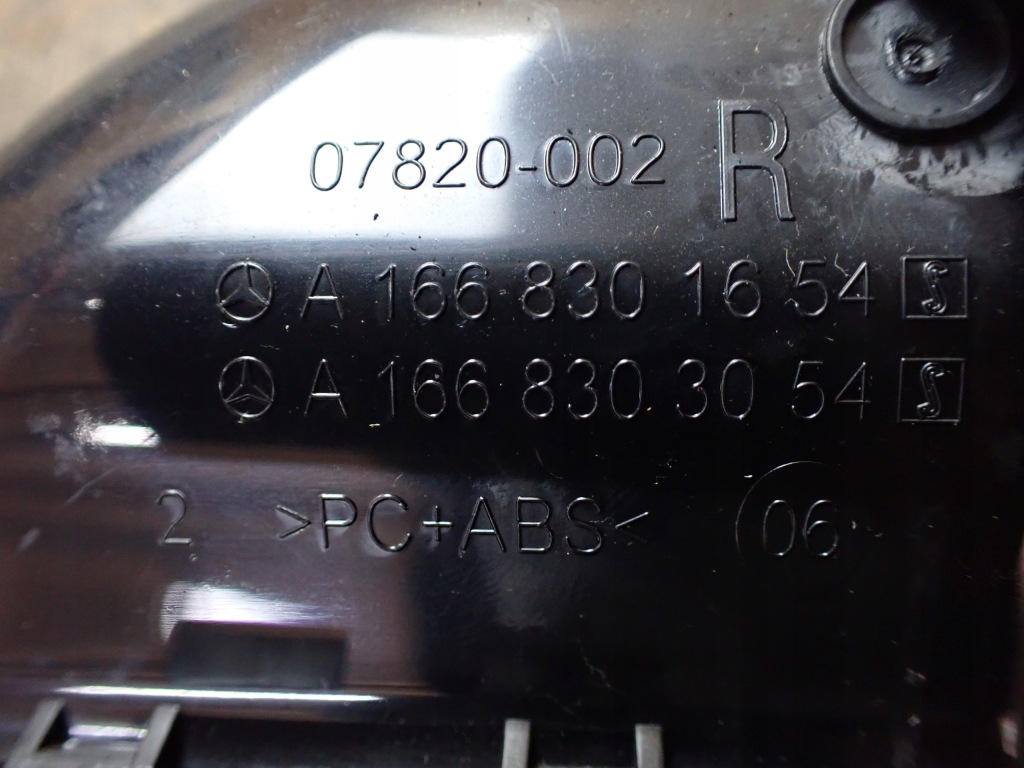 07820-002 R
A 166 830 16 54 S
A 166 830 30 54 S
2 >PC+ABS< 06